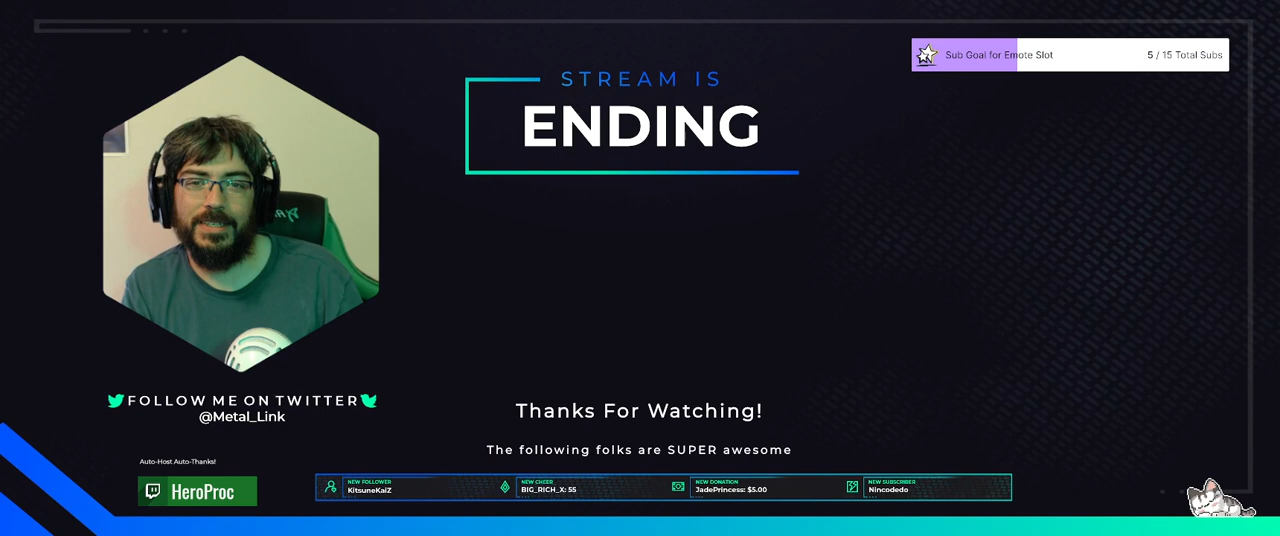 Sub Goal for Emote Slot 5 / 15 Total Subs
STREAM IS
ENDING
FOLLOW ME ON TWITTER
@Metal_Link
Thanks For Watching!
The following folks are SUPER awesome
Auto-Host Auto-Thanks!
HeroProc
NEW FOLLOWER
KitsuneKaiZ
NEW CHEER
BIG_RICH_X: 55
NEW DONATION
JadePrincess: $5.00
NEW SUBSCRIBER
Nincodedo